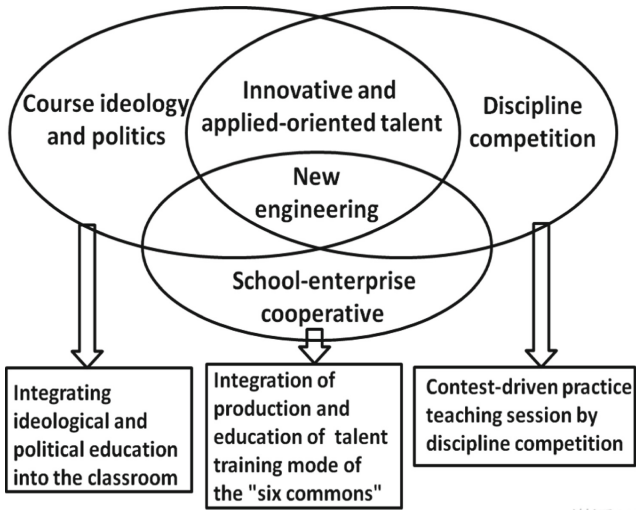 Course ideology
and politics
Innovative and
applied-oriented talent
Discipline
competition
New
engineering
School-enterprise
cooperative
Integrating
ideological and
political education
into the classroom
Integration of
production and
education of talent
training mode of
the "six commons"
Contest-driven practice
teaching session by
discipline competition